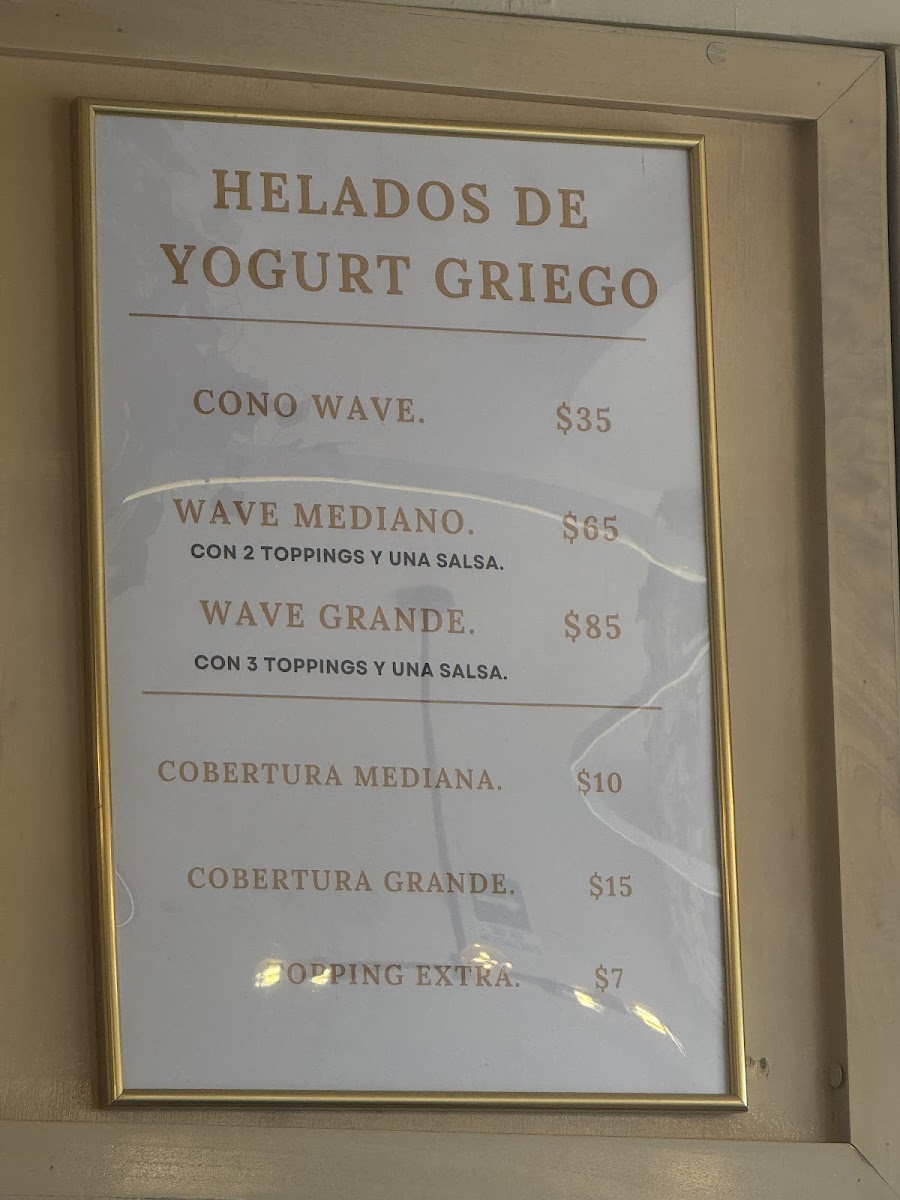 HELADOS DE
YOGURT GRIEGO
CONO WAVE. $35
WAVE MEDIANO. $65
CON 2 TOPPINGS Y UNA SALSA.
WAVE GRANDE. $85
CON 3 TOPPINGS Y UNA SALSA.
COBERTURA MEDIANA. $10
COBERTURA GRANDE. $15
TOPPING EXTRA. $7